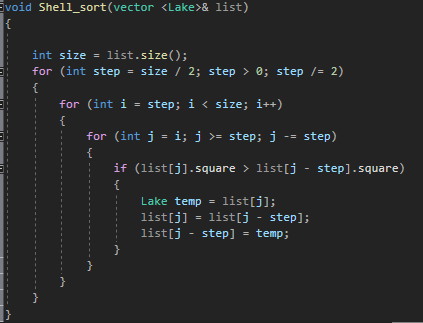 void Shell_sort(vector <Lake>& list)
{
    int size = list.size();
    for (int step = size / 2; step > 0; step /= 2)
    {
        for (int i = step; i < size; i++)
        {
            for (int j = i; j >= step; j -= step)
            {
                if (list[j].square > list[j - step].square)
                {
                    Lake temp = list[j];
                    list[j] = list[j - step];
                    list[j - step] = temp;
                }
            }
        }
    }
}